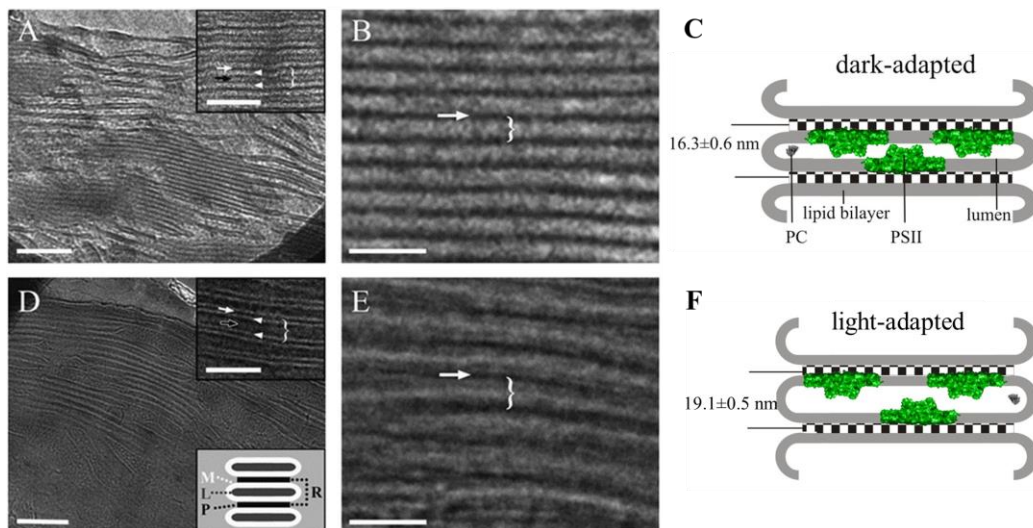 A
B
C
dark-adapted
16.3±0.6 nm
lipid bilayer
lumen
PC
PSII
D
M
L
P
R
E
F
light-adapted
19.1±0.5 nm